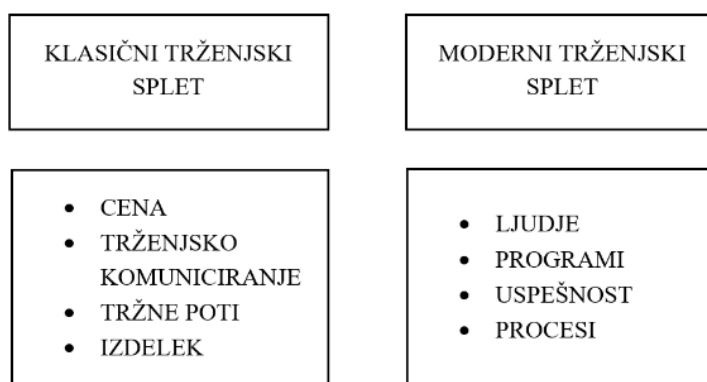 KLASIČNI TRŽENJSKI
SPLET
MODERNI TRŽENJSKI
SPLET
• CENA
• TRŽENJSKO
KOMUNICIRANJE
• TRŽNE POTI
• IZDELEK
• LJUDJE
• PROGRAMI
• USPEŠNOST
• PROCESI